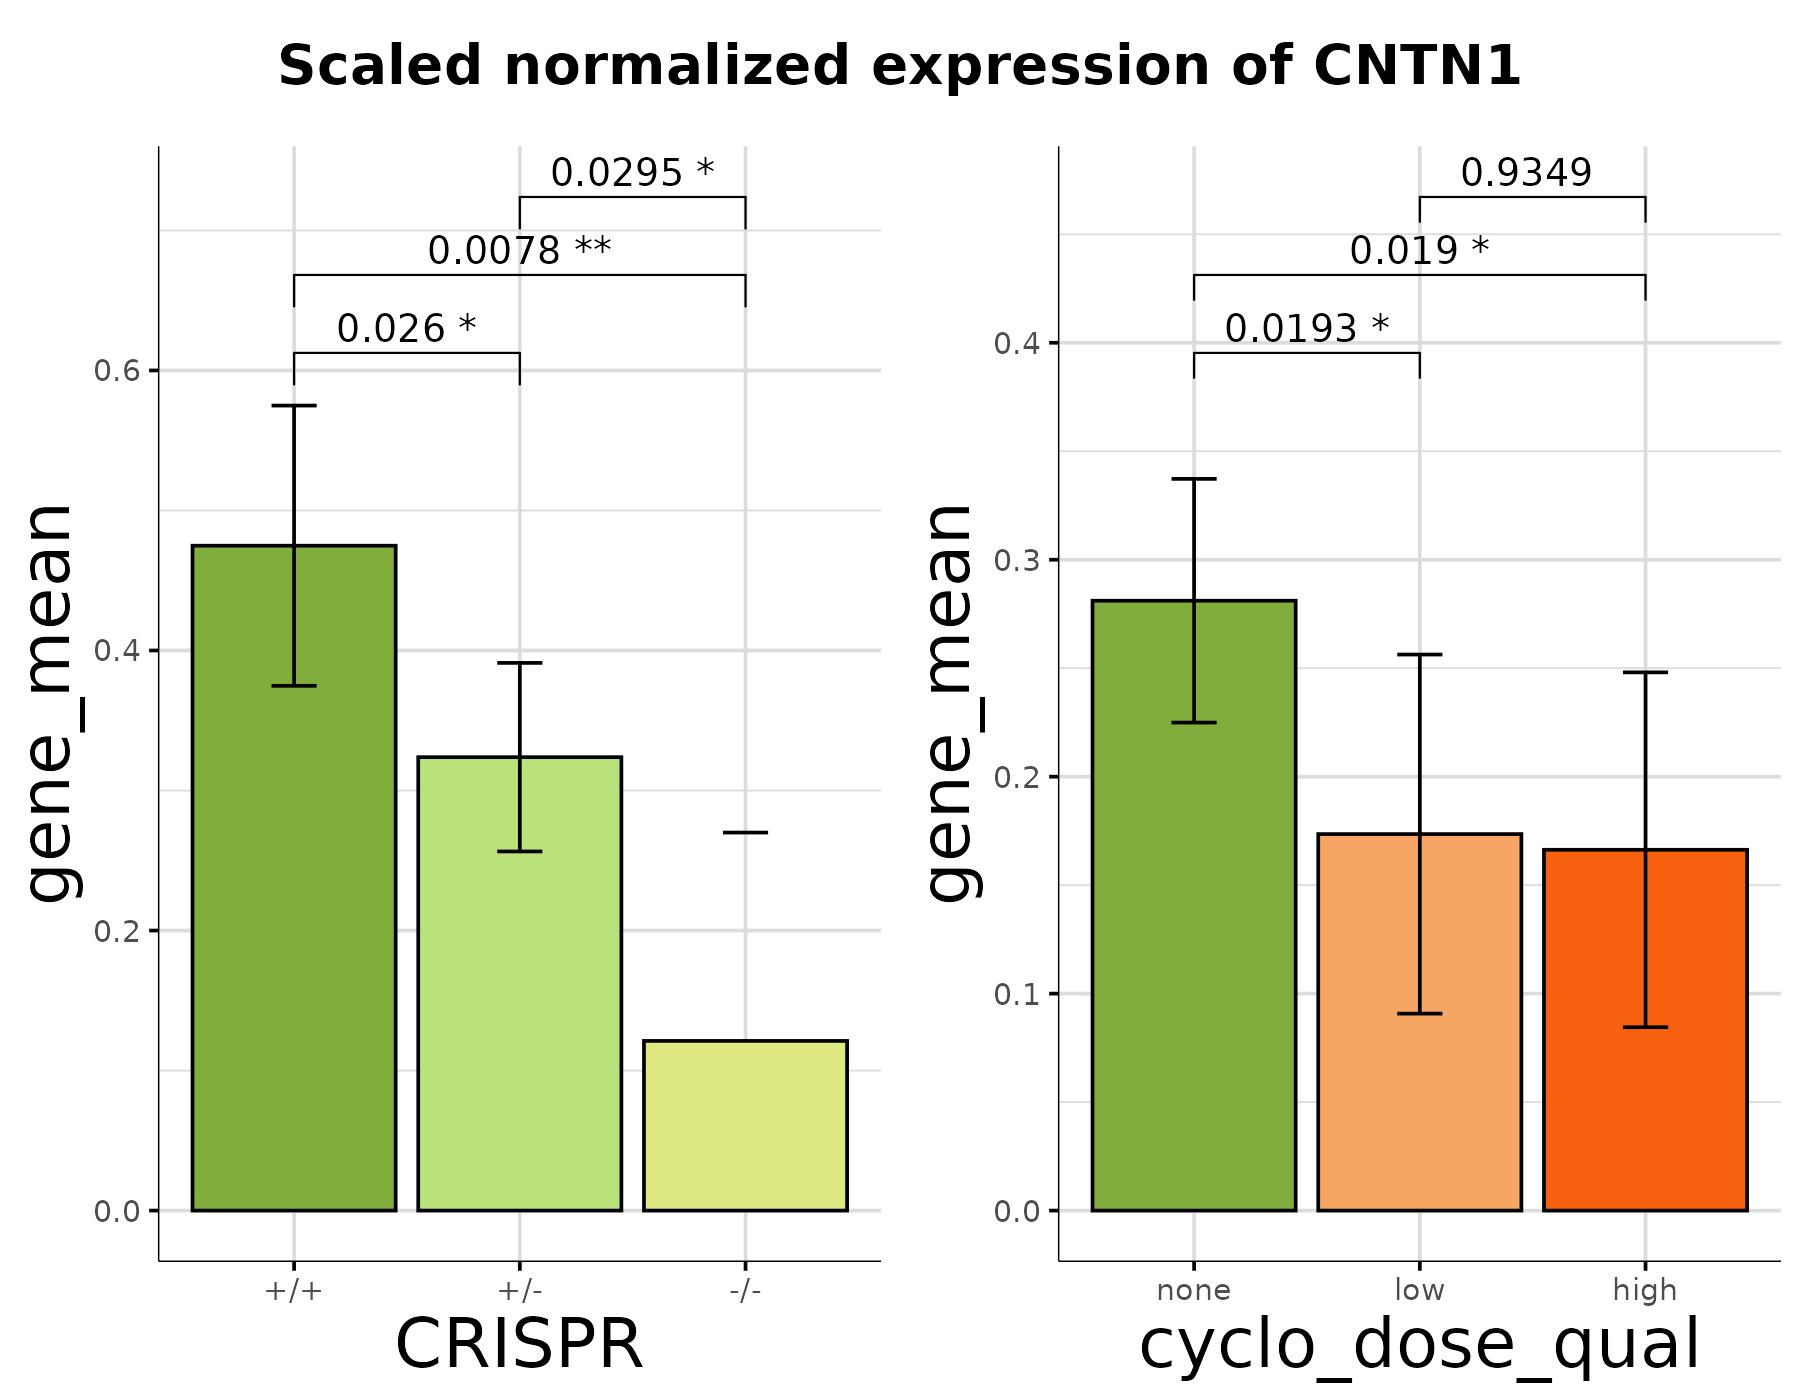 Scaled normalized expression of CNTN1
0.0295 *
0.0078 **
0.026 *
0.6
0.4
0.2
0.0
gene_mean
+/+ +/- -/-
CRISPR
0.9349
0.019 *
0.0193 *
0.4
0.3
0.2
0.1
0.0
gene_mean
none low high
cyclo_dose_qual